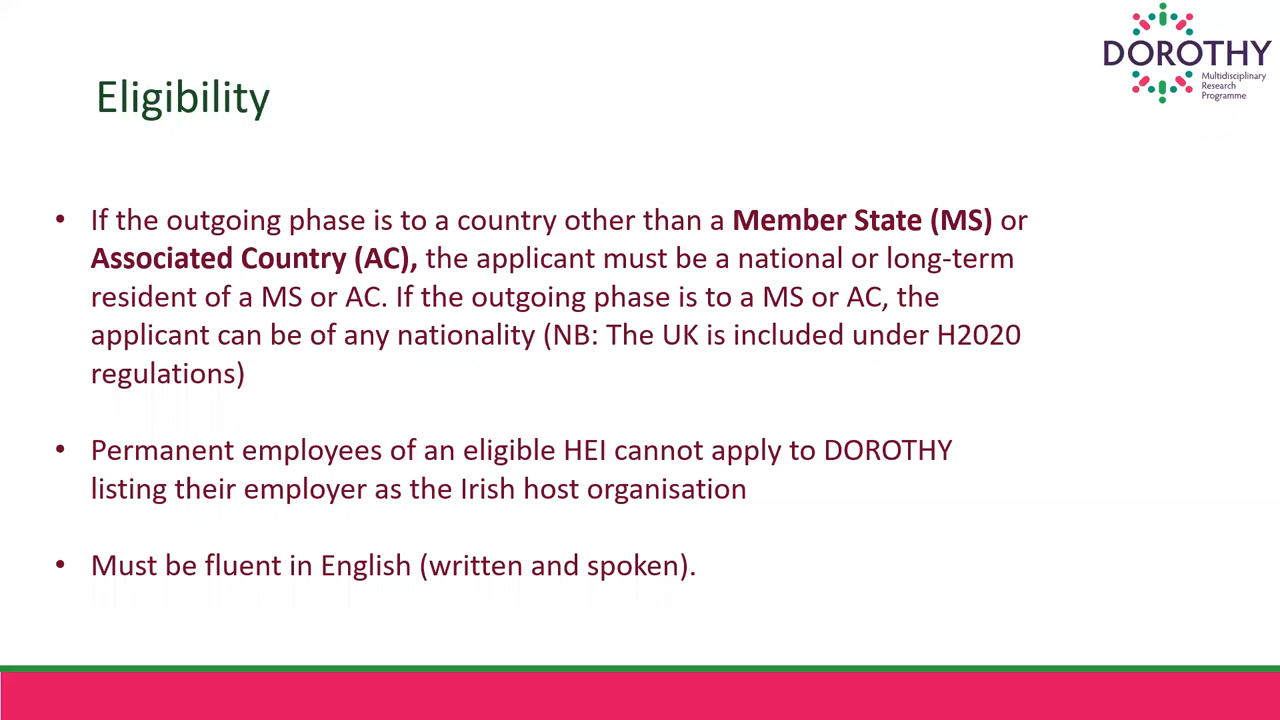 DOROTHY
Multidisciplinary
Research
Programme
Eligibility
• If the outgoing phase is to a country other than a Member State (MS) or
Associated Country (AC), the applicant must be a national or long-term
resident of a MS or AC. If the outgoing phase is to a MS or AC, the
applicant can be of any nationality (NB: The UK is included under H2020
regulations)
• Permanent employees of an eligible HEI cannot apply to DOROTHY
listing their employer as the Irish host organisation
• Must be fluent in English (written and spoken).